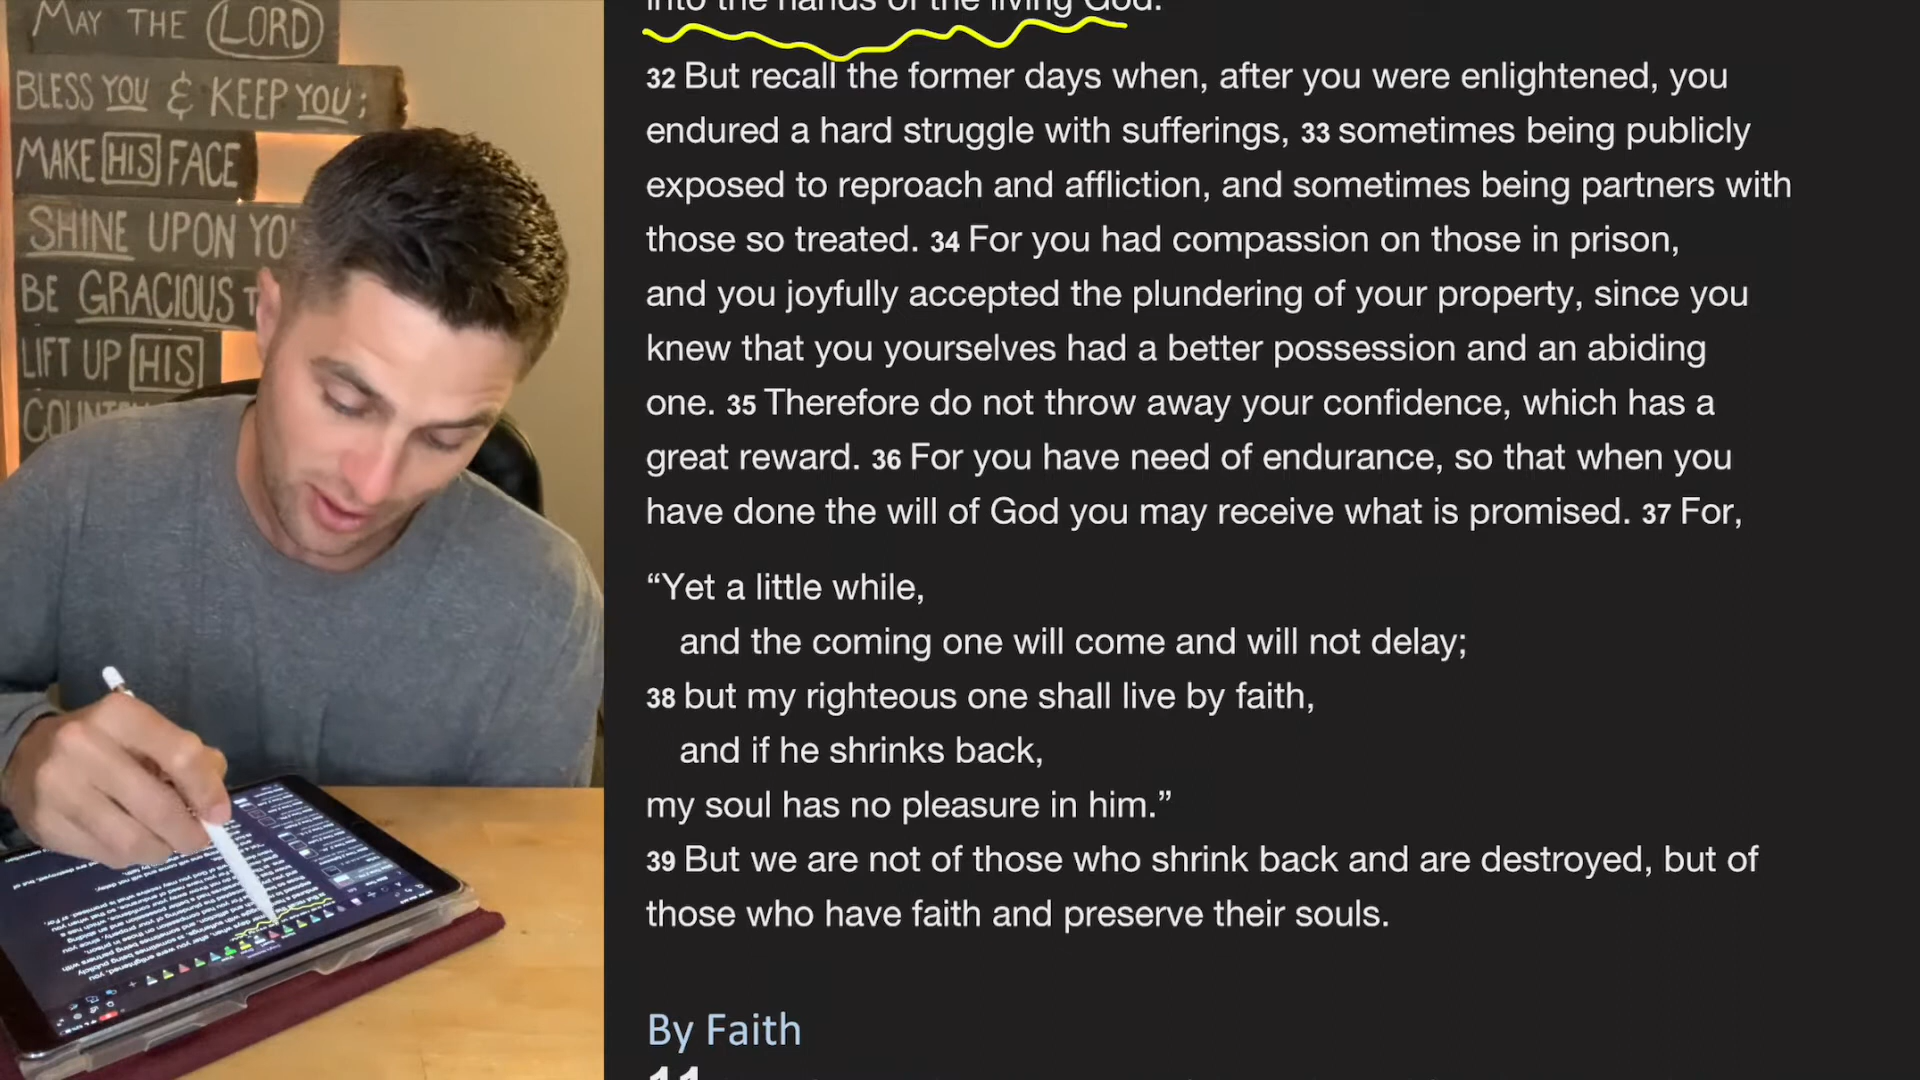 MAY THE LORD
BLESS YOU & KEEP YOU;
MAKE HIS FACE
SHINE UPON YO
BE GRACIOUS T
LIFT UP HIS
COUNT
into the hands of the living God.
32 But recall the former days when, after you were enlightened, you
endured a hard struggle with sufferings, 33 sometimes being publicly
exposed to reproach and affliction, and sometimes being partners with
those so treated. 34 For you had compassion on those in prison,
and you joyfully accepted the plundering of your property, since you
knew that you yourselves had a better possession and an abiding
one. 35 Therefore do not throw away your confidence, which has a
great reward. 36 For you have need of endurance, so that when you
have done the will of God you may receive what is promised. 37 For,
“Yet a little while,
and the coming one will come and will not delay;
38 but my righteous one shall live by faith,
and if he shrinks back,
my soul has no pleasure in him.”
39 But we are not of those who shrink back and are destroyed, but of
those who have faith and preserve their souls.
By Faith
11